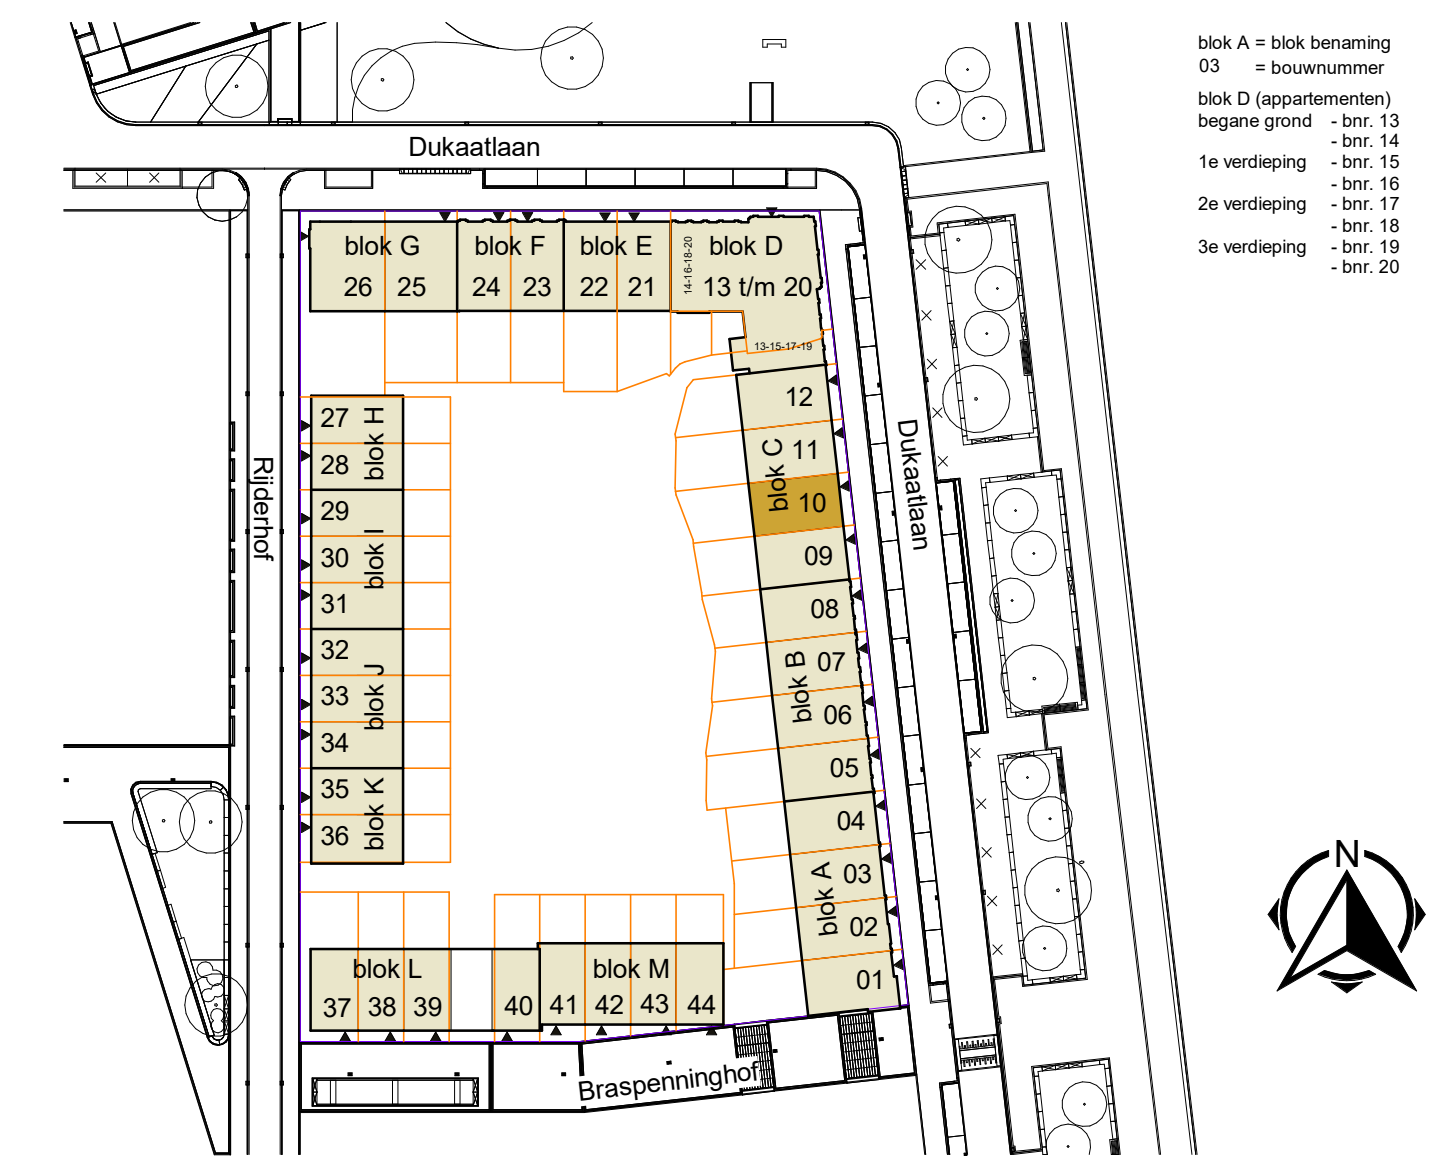 blok A = blok benaming
03 = bouwnummer
blok D (appartementen)
begane grond - bnr. 13
- bnr. 14
1e verdieping - bnr. 15
- bnr. 16
2e verdieping - bnr. 17
- bnr. 18
3e verdieping - bnr. 19
- bnr. 20
Dukaatlaan
blok G
26 25
blok F
24 23
blok E
22 21
14-16-18-20
blok D
13 t/m 20
13-15-17-19
12
11
10
09
blok C
08
07
06
05
blok B
04
03
02
01
blok A
Dukaatlaan
Rijderhof
27
28
blok H
29
30
31
blok I
32
33
34
blok J
35
36
blok K
blok L
37 38 39 40
blok M
41 42 43 44
Braspenninghof
N